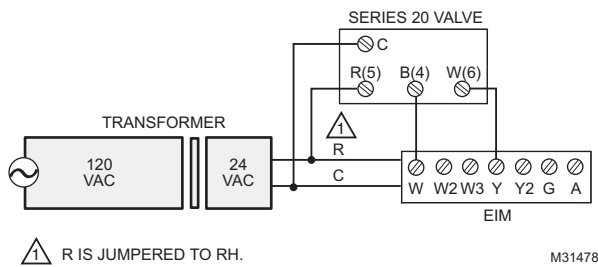 SERIES 20 VALVE
C
R(5) B(4) W(6)
TRANSFORMER
1
120
VAC
24
VAC
R
C
W W2 W3 Y Y2 G A
EIM
1 R IS JUMPERED TO RH.
M31478